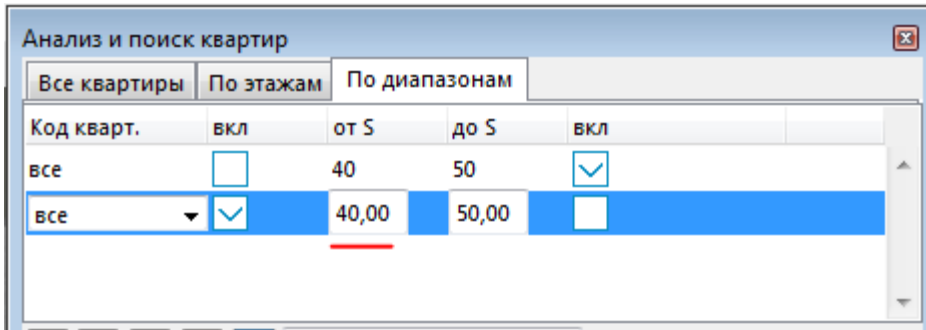 Анализ и поиск квартир
Все квартиры По этажам По диапазонам
Код кварт. вкл от S до S вкл
все 40 50
все 40,00 50,00